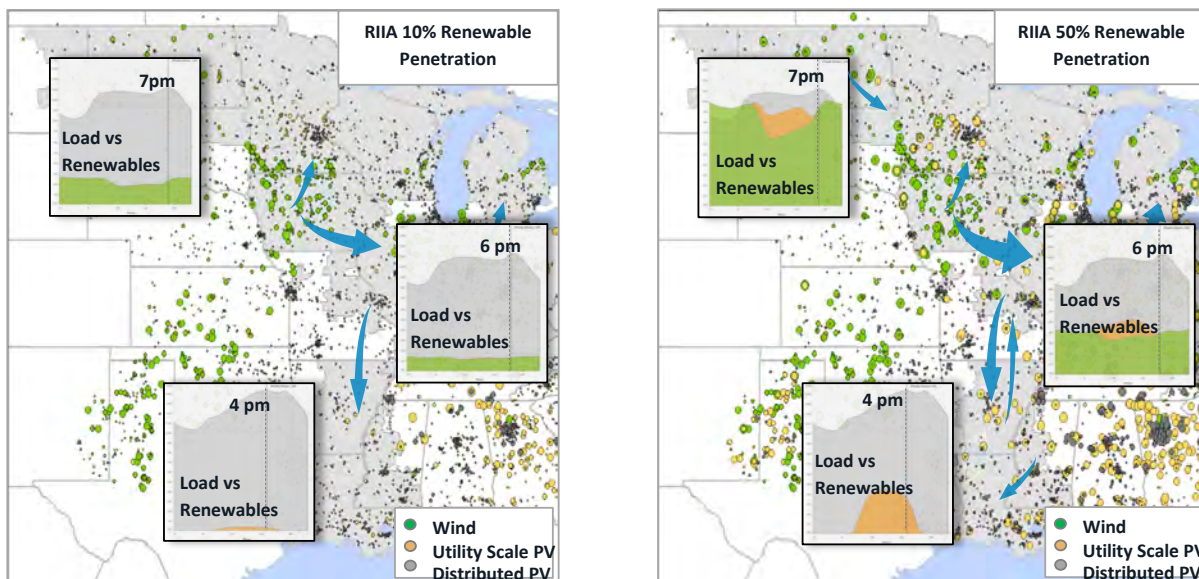 RIIA 10% Renewable
Penetration
7pm
Load vs
Renewables
6 pm
Load vs
Renewables
4 pm
Load vs
Renewables
Wind
Utility Scale PV
Distributed PV
RIIA 50% Renewable
Penetration
7pm
Load vs
Renewables
6 pm
Load vs
Renewables
4 pm
Load vs
Renewables
Wind
Utility Scale PV
Distributed PV